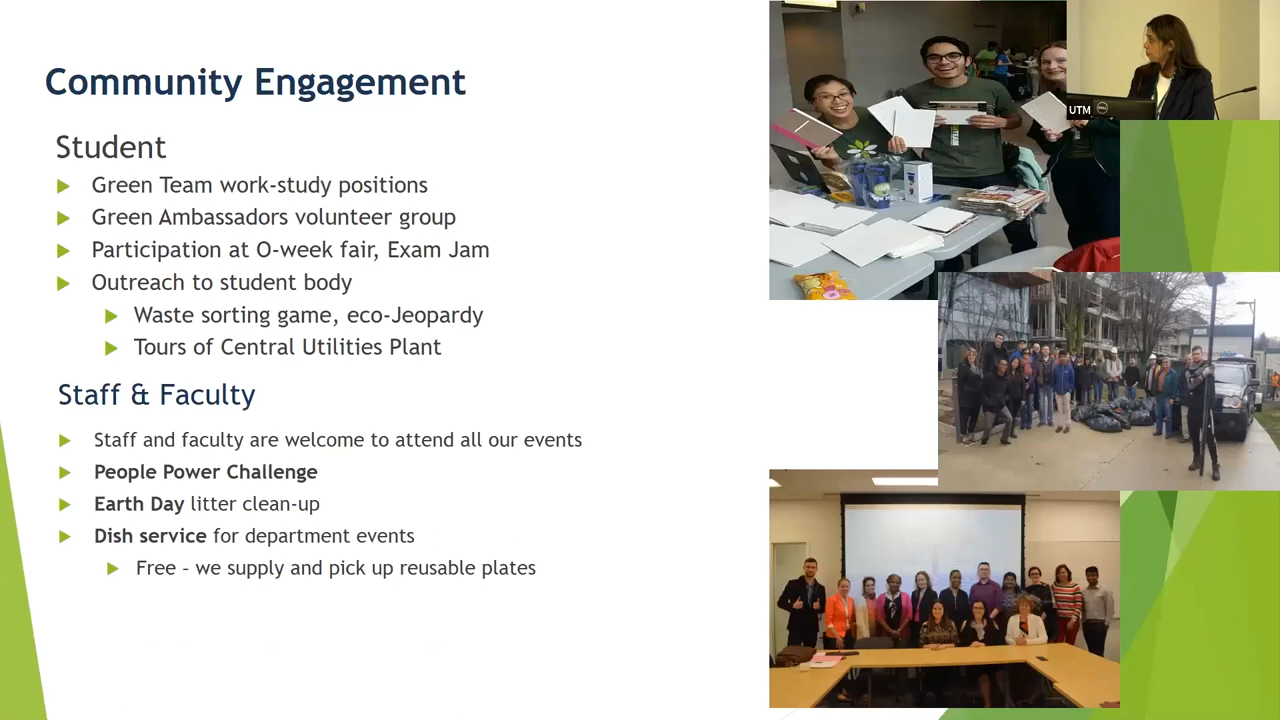 Community Engagement
Student
Green Team work-study positions
Green Ambassadors volunteer group
Participation at O-week fair, Exam Jam
Outreach to student body
Waste sorting game, eco-Jeopardy
Tours of Central Utilities Plant
Staff & Faculty
Staff and faculty are welcome to attend all our events
People Power Challenge
Earth Day litter clean-up
Dish service for department events
Free – we supply and pick up reusable plates
UTM